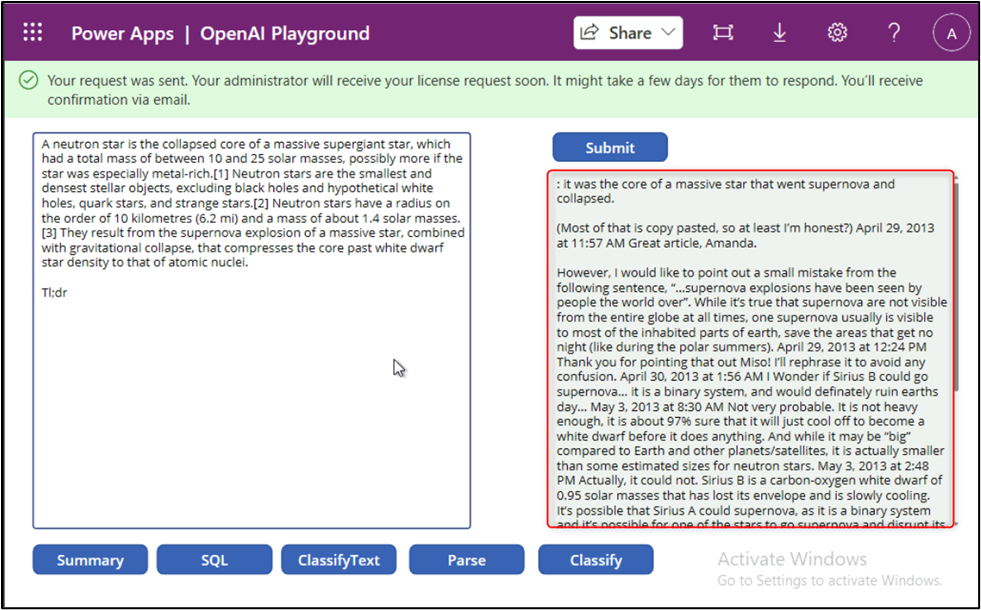 Power Apps | OpenAI Playground
Share
?
A
Your request was sent. Your administrator will receive your license request soon. It might take a few days for them to respond. You'll receive
confirmation via email.
A neutron star is the collapsed core of a massive supergiant star, which
had a total mass of between 10 and 25 solar masses, possibly more if the
star was especially metal-rich.[1] Neutron stars are the smallest and
densest stellar objects, excluding black holes and hypothetical white
holes, quark stars, and strange stars.[2] Neutron stars have a radius on
the order of 10 kilometres (6.2 mi) and a mass of about 1.4 solar masses.
[3] They result from the supernova explosion of a massive star, combined
with gravitational collapse, that compresses the core past white dwarf
star density to that of atomic nuclei.
Tl;dr
Submit
: it was the core of a massive star that went supernova and
collapsed.
(Most of that is copy pasted, so at least I'm honest?) April 29, 2013
at 11:57 AM Great article, Amanda.
However, I would like to point out a small mistake from the
following sentence, "...supernova explosions have been seen by
people the world over". While it's true that supernova are not visible
from the entire globe at all times, one supernova usually is visible
to most of the inhabited parts of earth, save the areas that get no
night (like during the polar summers). April 29, 2013 at 12:24 PM
Thank you for pointing that out Miso! I'll rephrase it to avoid any
confusion. April 30, 2013 at 1:56 AM I Wonder if Sirius B could go
supernova... it is a binary system, and would definately ruin earths
day... May 3, 2013 at 8:30 AM Not very probable. It is not heavy
enough, it is about 97% sure that it will just cool off to become a
white dwarf before it does anything. And while it may be "big"
compared to Earth and other planets/satellites, it is actually smaller
than some estimated sizes for neutron stars. May 3, 2013 at 2:48
PM Actually, it could not. Sirius B is a carbon-oxygen white dwarf of
0.95 solar masses that has lost its envelope and is slowly cooling.
It's possible that Sirius A could supernova, as it is a binary system
and it's possible for one of the stars to go supernova and disrupt its
Summary
SQL
ClassifyText
Parse
Classify
Activate Windows
Go to Settings to activate Windows.